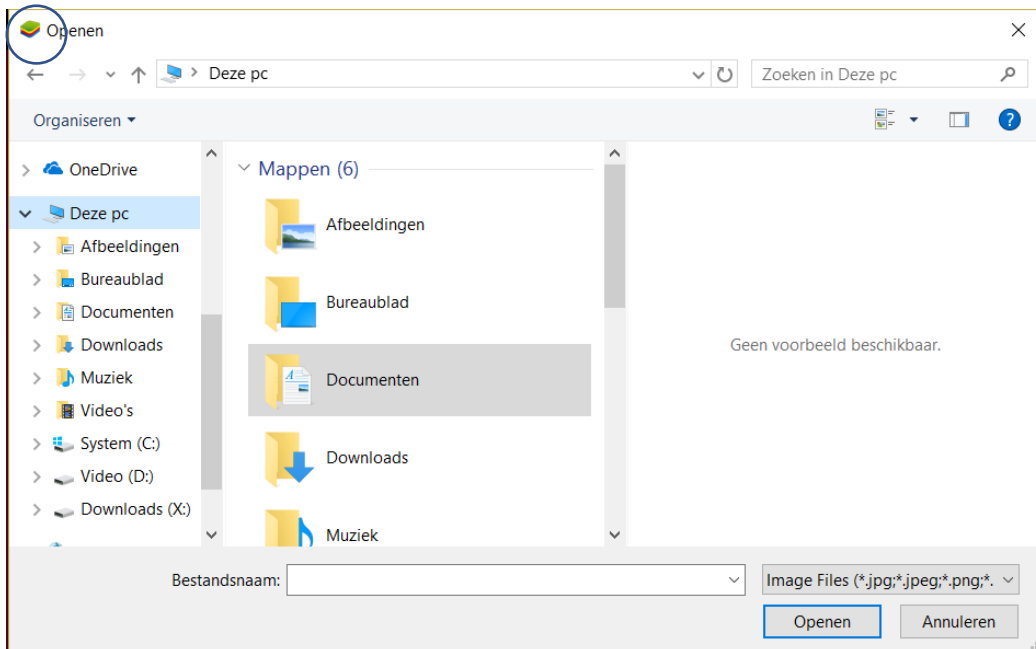 Openen
Deze pc
Zoeken in Deze pc
Organiseren
OneDrive
Deze pc
Afbeeldingen
Bureaublad
Documenten
Downloads
Muziek
Video's
System (C:)
Video (D:)
Downloads (X:)
Mappen (6)
Afbeeldingen
Bureaublad
Documenten
Downloads
Muziek
Geen voorbeeld beschikbaar.
Bestandsnaam:
Image Files (*.jpg;*.jpeg;*.png;*.
Openen Annuleren